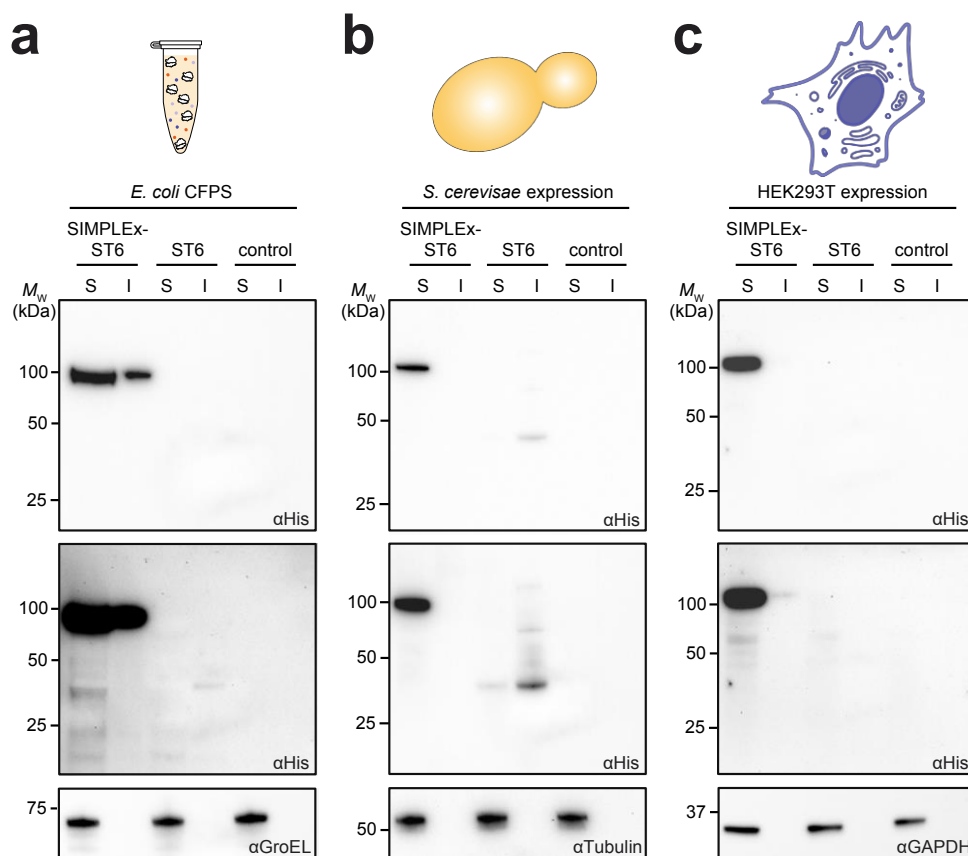 a
b
c
E. coli CFPS
S. cerevisae expression
HEK293T expression
SIMPLEx-
ST6 ST6 control
SIMPLEx-
ST6 ST6 control
SIMPLEx-
ST6 ST6 control
Mw
(kDa)
S I S I S I
Mw
(kDa)
S I S I S I
Mw
(kDa)
S I S I S I
100
50
25
αHis
100
50
25
αHis
100
50
25
αHis
100
50
25
αHis
100
50
25
αHis
100
50
25
αHis
75
αGroEL
50
αTubulin
37
αGAPDH